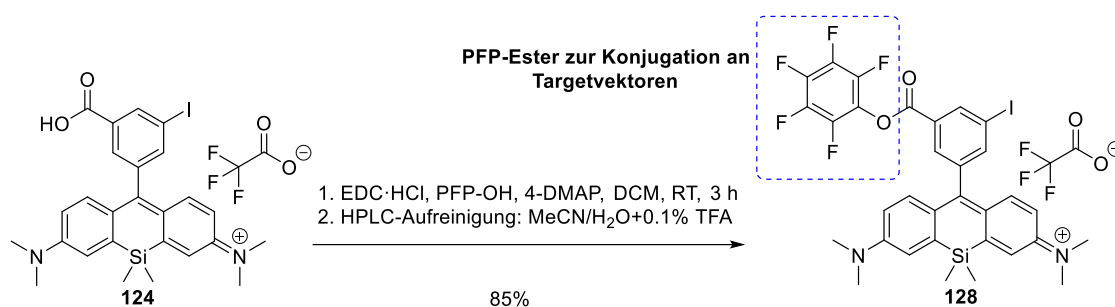 PFP-Ester zur Konjugation an
Targetvektoren
F
F
F
F
F
O
O
I
HO
O
I
O
O⊖
F
F
F
O
O⊖
F
F
F
1. EDC·HCl, PFP-OH, 4-DMAP, DCM, RT, 3 h
2. HPLC-Aufreinigung: MeCN/H₂O+0.1% TFA
N
Si
N
⊕
N
Si
N
⊕
124
85%
128